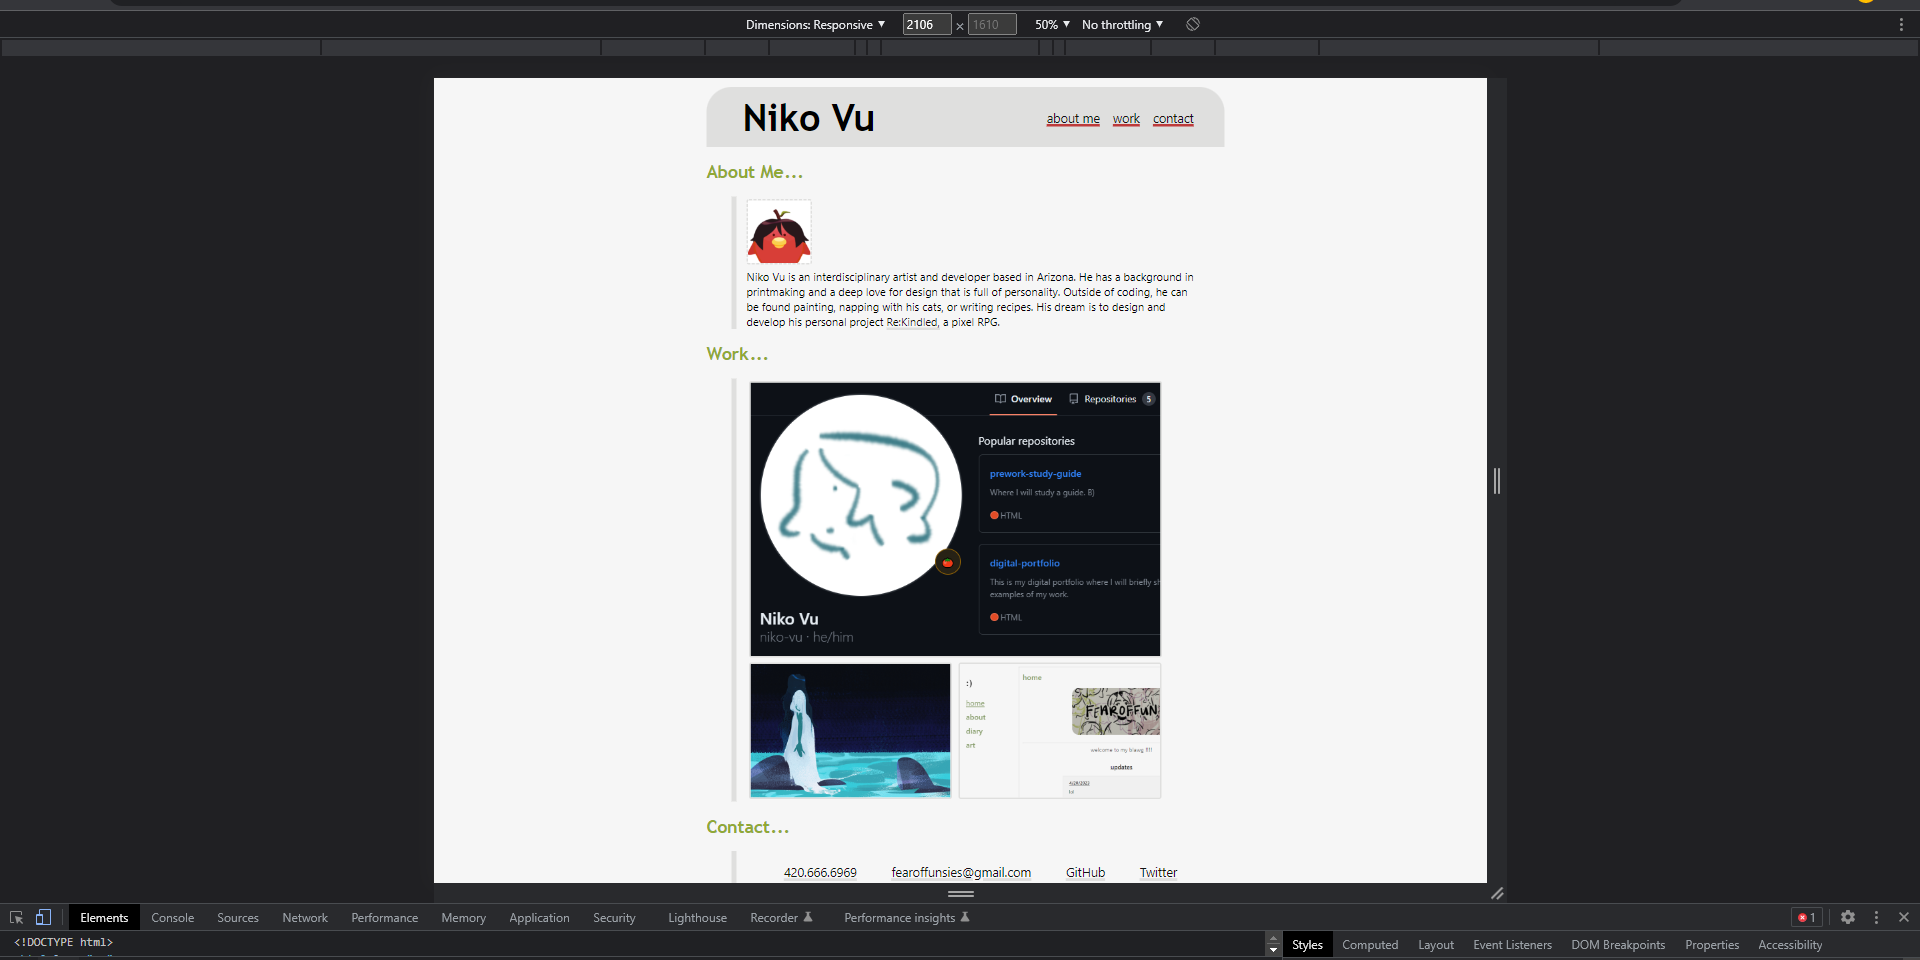 Dimensions: Responsive 2106 × 1610 50% No throttling
Niko Vu
about me work contact
About Me...
Niko Vu is an interdisciplinary artist and developer based in Arizona. He has a background in
printmaking and a deep love for design that is full of personality. Outside of coding, he can
be found painting, napping with his cats, or writing recipes. His dream is to design and
develop his personal project Re:Kindled, a pixel RPG.
Work...
Overview Repositories 5
Popular repositories
prework-study-guide
Where I will study a guide. B)
HTML
digital-portfolio
This is my digital portfolio where I will briefly sh
examples of my work.
HTML
Niko Vu
niko-vu · he/him
:)
home
about
diary
art
home
FEAROFFUN
welcome to my blawg !!!!
updates
lol
Contact...
420.666.6969 fearoffunsies@gmail.com GitHub Twitter
Elements Console Sources Network Performance Memory Application Security Lighthouse Recorder Performance insights 1
<!DOCTYPE html>
Styles Computed Layout Event Listeners DOM Breakpoints Properties Accessibility